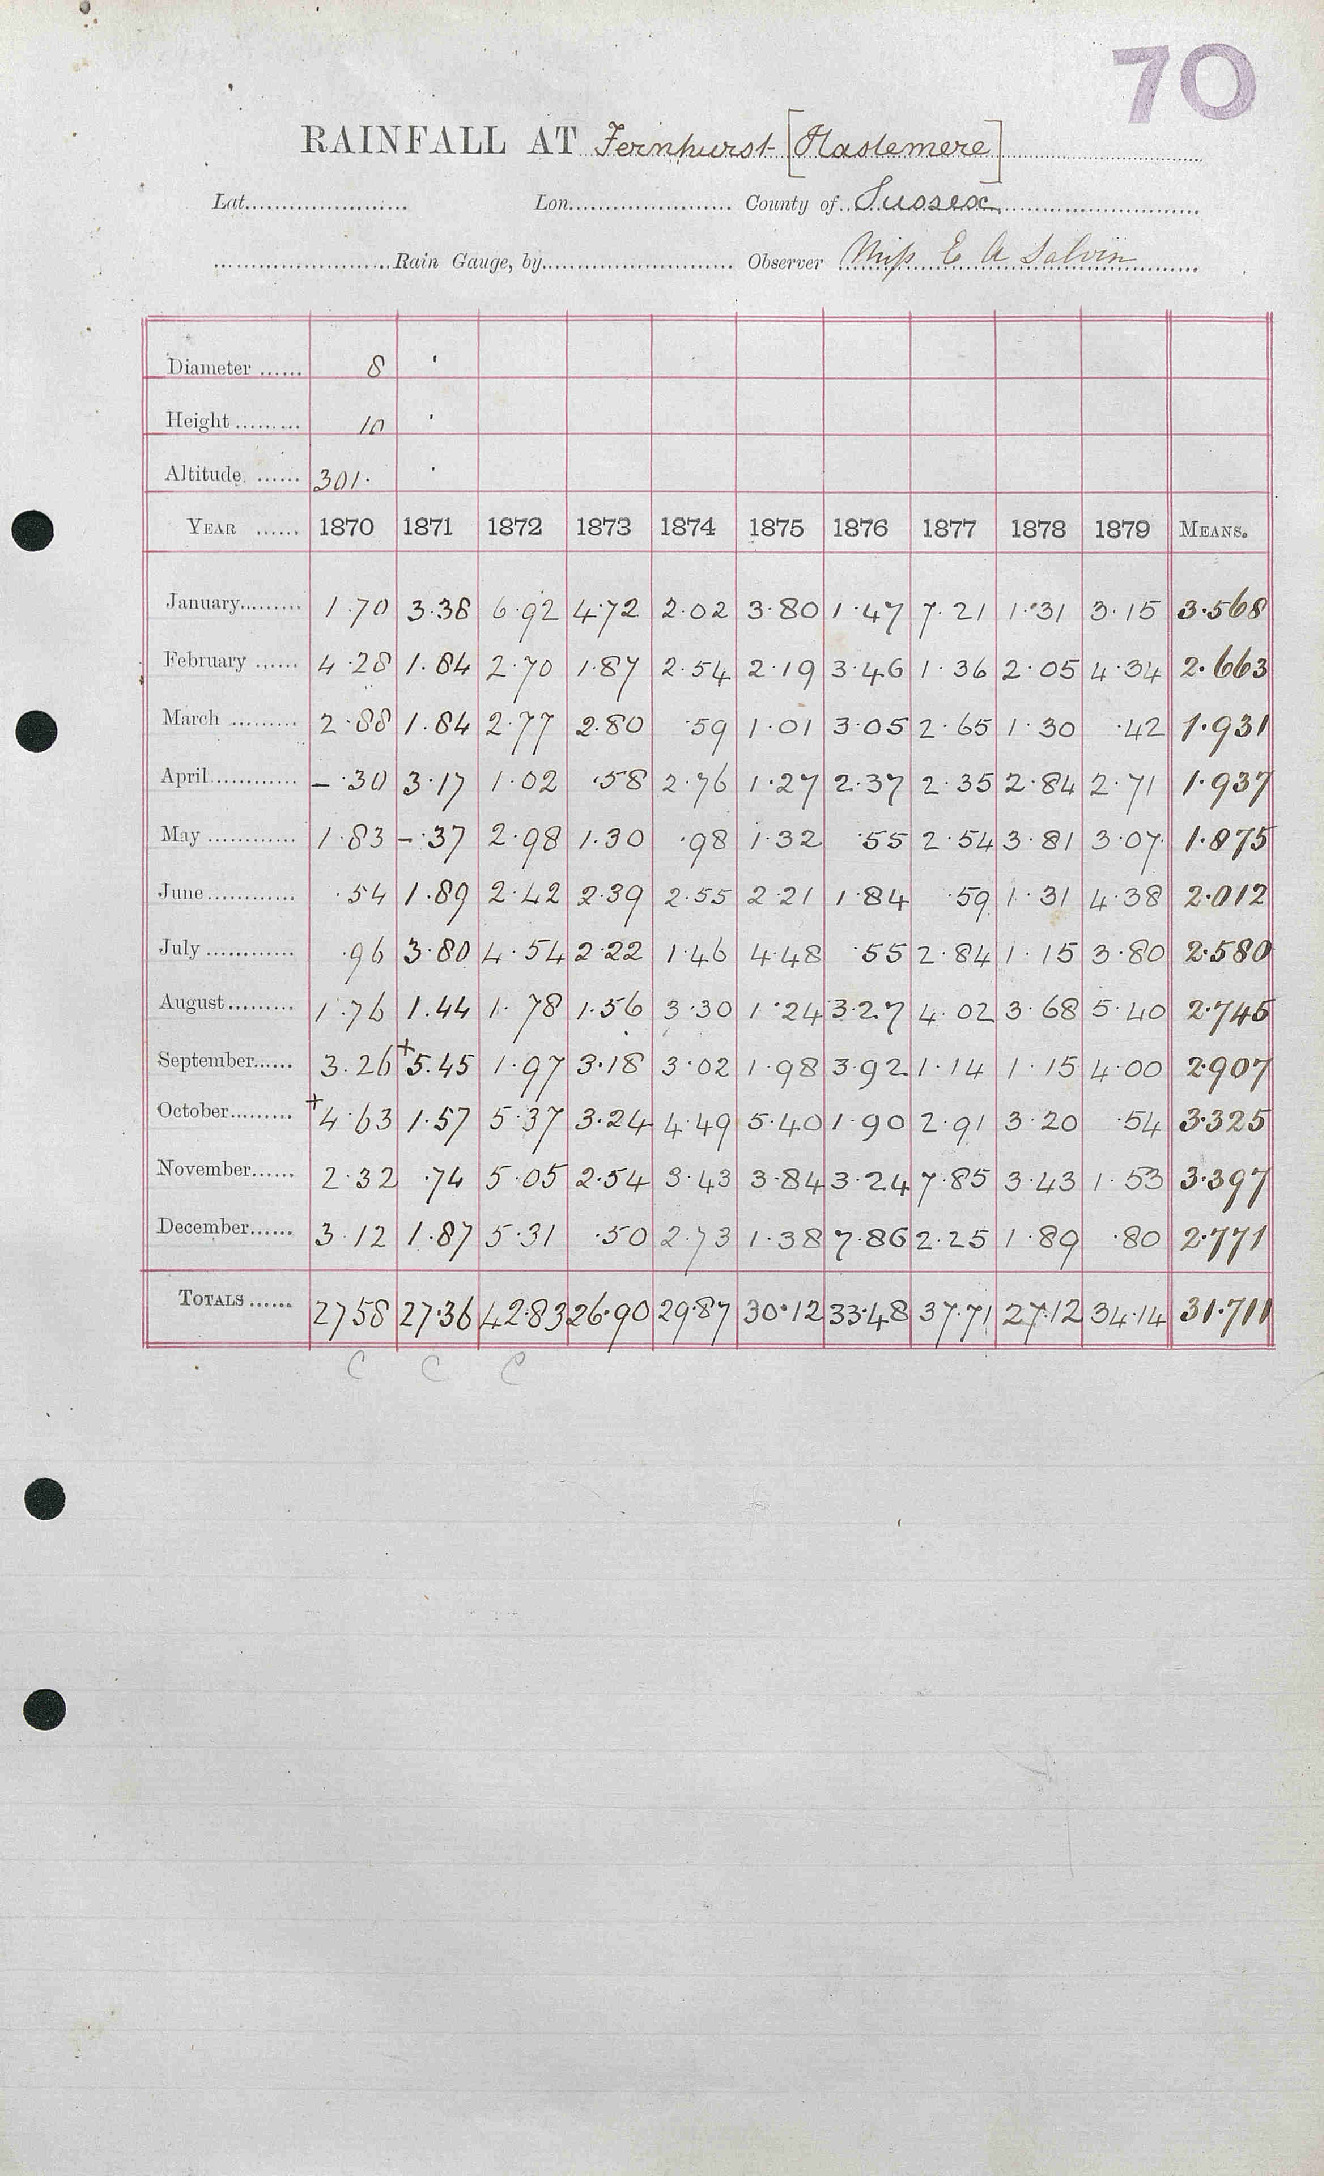 70
RAINFALL AT Fernhurst [Haslemere]
Lat. Lon. County of Sussex
Rain Gauge, by Observer Miss E A Salvin
Diameter 8 '
Height 10 '
Altitude 301. '
YEAR 1870 1871 1872 1873 1874 1875 1876 1877 1878 1879 MEANS.
January 1.70 3.38 6.92 4.72 2.02 3.80 1.47 7.21 1.31 3.15 3.568
February 4.28 1.84 2.70 1.87 2.54 2.19 3.46 1.36 2.05 4.34 2.663
March 2.88 1.84 2.77 2.80 .59 1.01 3.05 2.65 1.30 .42 1.931
April –.30 3.17 1.02 .58 2.76 1.27 2.37 2.35 2.84 2.71 1.937
May 1.83 –.37 2.98 1.30 .98 1.32 .55 2.54 3.81 3.07 1.875
June .54 1.89 2.42 2.39 2.55 2.21 1.84 .59 1.31 4.38 2.012
July .96 3.80 4.54 2.22 1.46 4.48 .55 2.84 1.15 3.80 2.580
August 1.76 1.44 1.78 1.56 3.30 1.24 3.27 4.02 3.68 5.40 2.745
September 3.26 +5.45 1.97 3.18 3.02 1.98 3.92 1.14 1.15 4.00 2.907
October +4.63 1.57 5.37 3.24 4.49 5.40 1.90 2.91 3.20 .54 3.325
November 2.32 .74 5.05 2.54 3.43 3.84 3.24 7.85 3.43 1.53 3.397
December 3.12 1.87 5.31 .50 2.73 1.38 7.86 2.25 1.89 .80 2.771
TOTALS 27.58 27.36 42.83 26.90 29.87 30.12 33.48 37.71 27.12 34.14 31.711
C C C